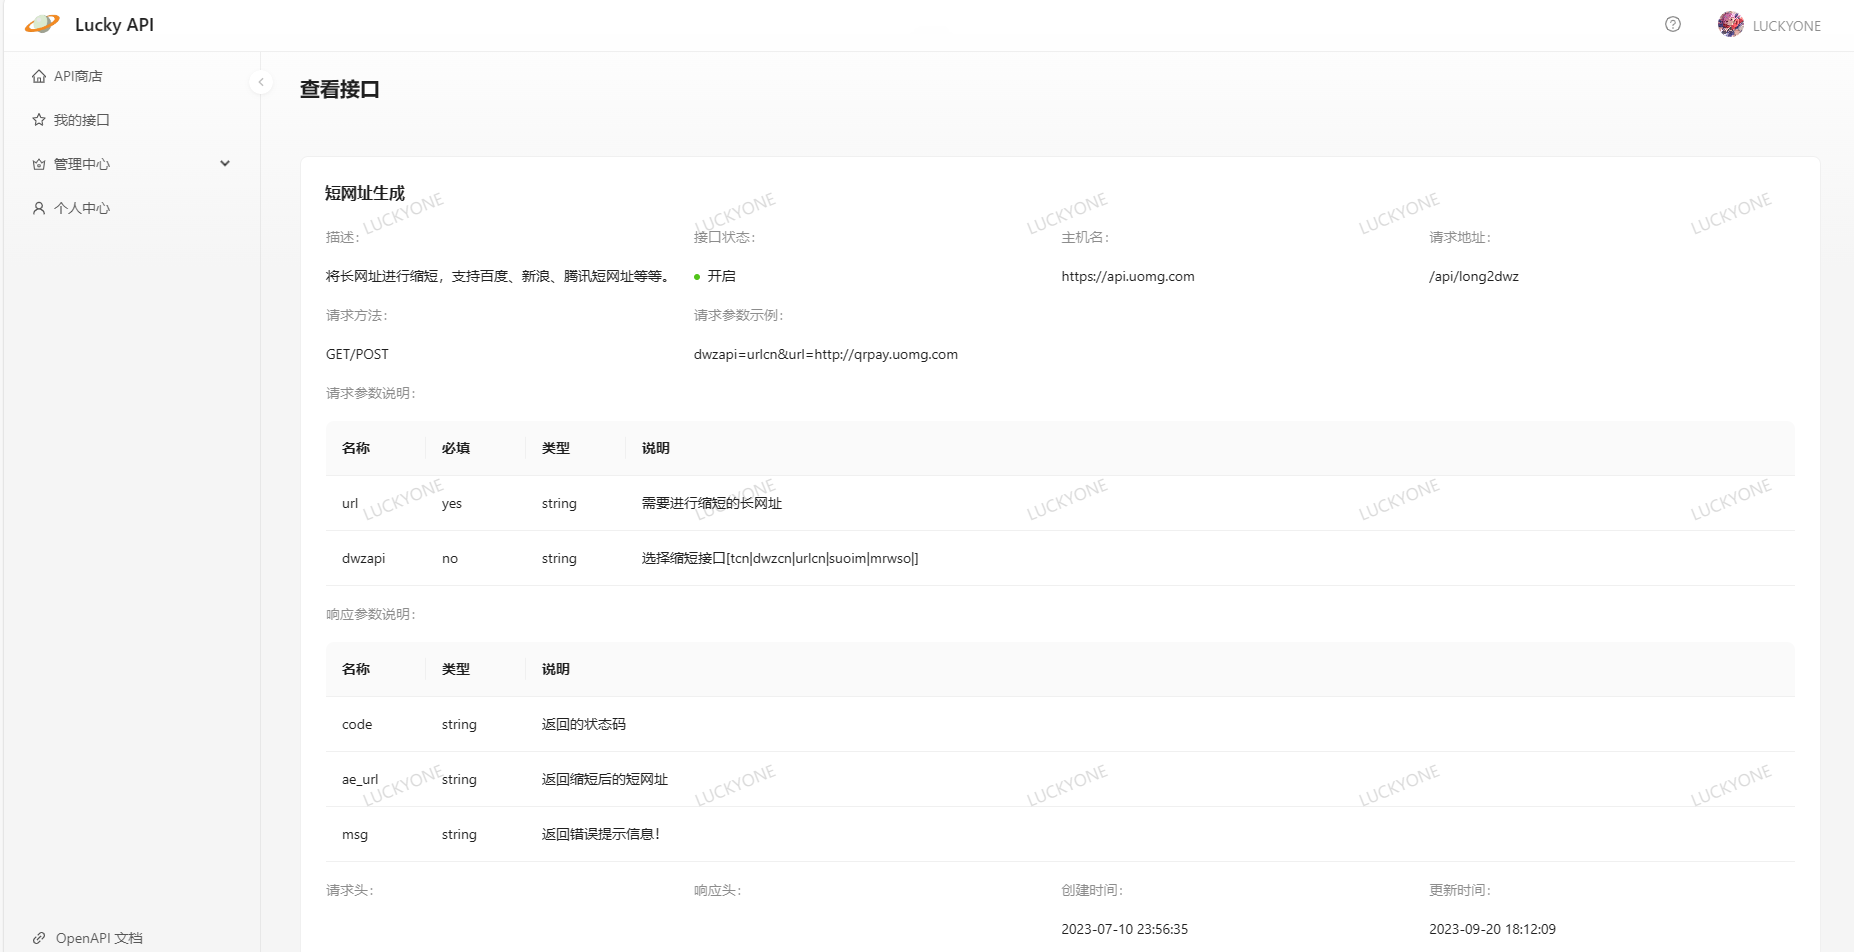 Lucky API
LUCKYONE
API商店
我的接口
管理中心
个人中心
OpenAPI 文档
查看接口
短网址生成
描述:
接口状态:
主机名:
请求地址:
将长网址进行缩短，支持百度、新浪、腾讯短网址等等。
开启
https://api.uomg.com
/api/long2dwz
请求方法:
请求参数示例:
GET/POST
dwzapi=urlcn&url=http://qrpay.uomg.com
请求参数说明:
名称 必填 类型 说明
url yes string 需要进行缩短的长网址
dwzapi no string 选择缩短接口[tcn|dwzcn|urlcn|suoim|mrwso|]
响应参数说明:
名称 类型 说明
code string 返回的状态码
ae_url string 返回缩短后的短网址
msg string 返回错误提示信息！
请求头:
响应头:
创建时间:
更新时间:
2023-07-10 23:56:35
2023-09-20 18:12:09
LUCKYONE LUCKYONE LUCKYONE LUCKYONE LUCKYONE
LUCKYONE LUCKYONE LUCKYONE LUCKYONE LUCKYONE
LUCKYONE LUCKYONE LUCKYONE LUCKYONE LUCKYONE